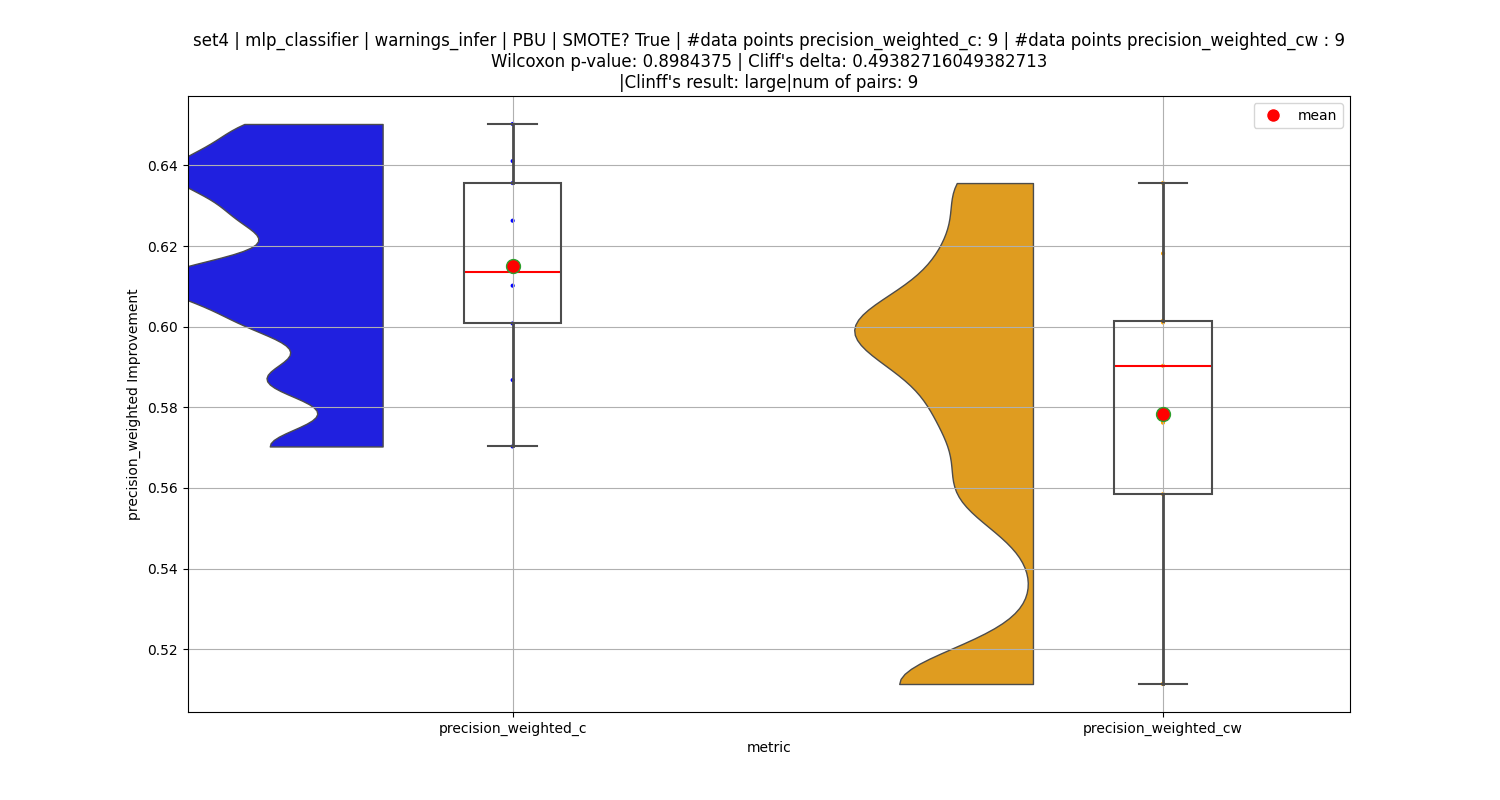 set4 | mlp_classifier | warnings_infer | PBU | SMOTE? True | #data points precision_weighted_c: 9 | #data points precision_weighted_cw : 9
Wilcoxon p-value: 0.8984375 | Cliff's delta: 0.49382716049382713
|Clinff's result: large|num of pairs: 9
mean
0.64
0.62
0.60
0.58
0.56
0.54
0.52
precision_weighted Improvement
precision_weighted_c
precision_weighted_cw
metric